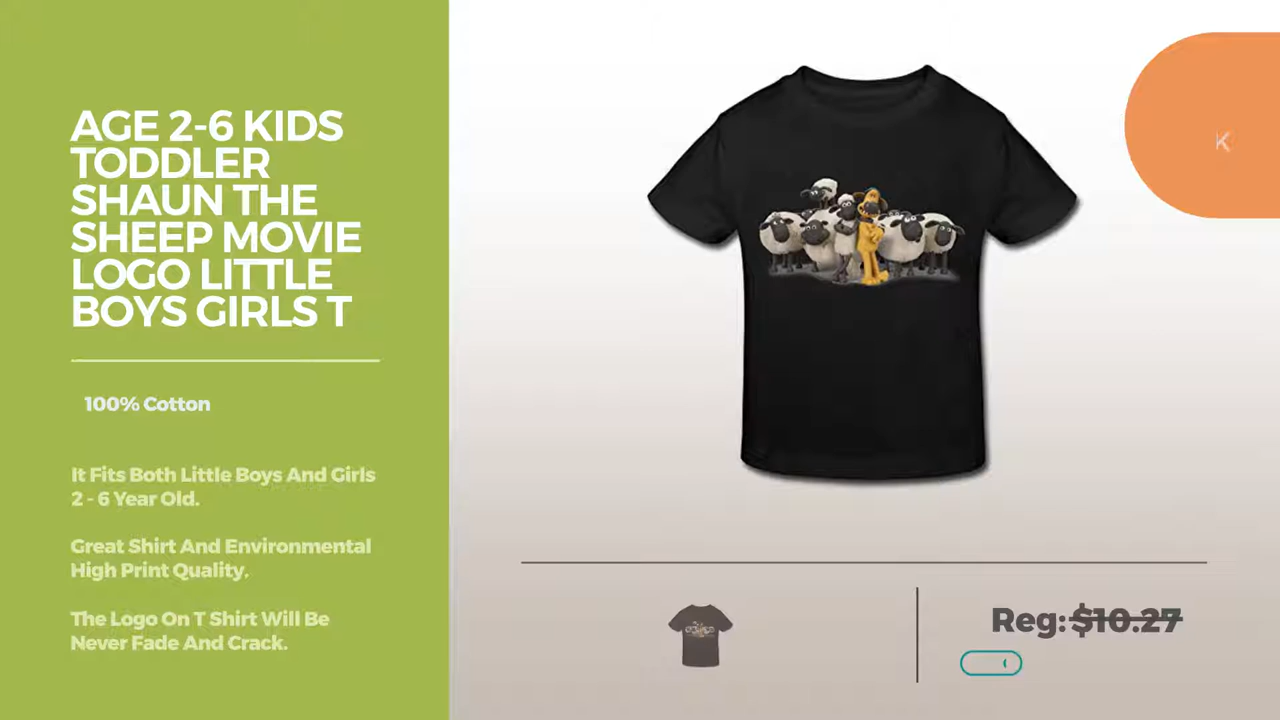 AGE 2-6 KIDS
TODDLER
SHAUN THE
SHEEP MOVIE
LOGO LITTLE
BOYS GIRLS T
100% Cotton
It Fits Both Little Boys And Girls
2 - 6 Year Old.
Great Shirt And Environmental
High Print Quality.
The Logo On T Shirt Will Be
Never Fade And Crack.
K
Reg: $10.27